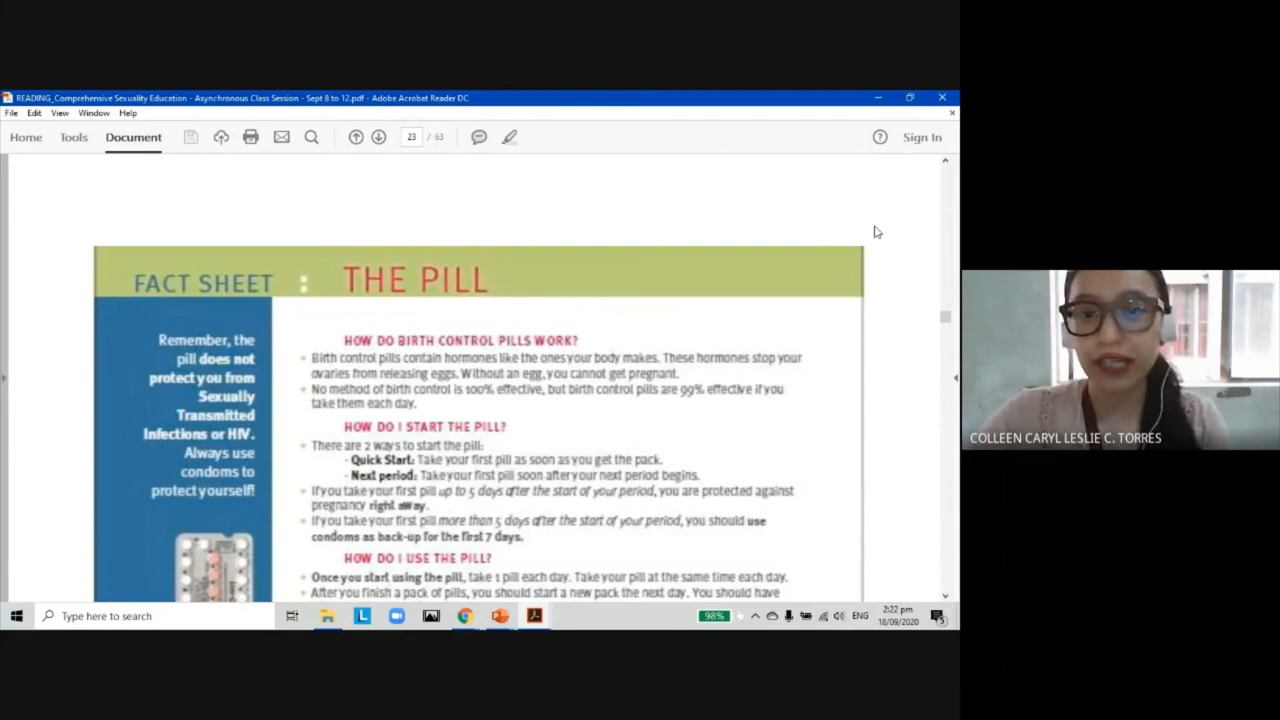 READING_Comprehensive Sexuality Education - Asynchronous Class Session - Sept 8 to 12.pdf - Adobe Acrobat Reader DC
File Edit View Window Help
Home Tools Document 23 / 63 Sign In
FACT SHEET : THE PILL
Remember, the
pill does not
protect you from
Sexually
Transmitted
Infections or HIV.
Always use
condoms to
protect yourself!
HOW DO BIRTH CONTROL PILLS WORK?
Birth control pills contain hormones like the ones your body makes. These hormones stop your
ovaries from releasing eggs. Without an egg, you cannot get pregnant.
No method of birth control is 100% effective, but birth control pills are 99% effective if you
take them each day.
HOW DO I START THE PILL?
There are 2 ways to start the pill:
- Quick Start: Take your first pill as soon as you get the pack.
- Next period: Take your first pill soon after your next period begins.
If you take your first pill up to 5 days after the start of your period, you are protected against
pregnancy right away.
If you take your first pill more than 5 days after the start of your period, you should use
condoms as back-up for the first 7 days.
HOW DO I USE THE PILL?
Once you start using the pill, take 1 pill each day. Take your pill at the same time each day.
After you finish a pack of pills, you should start a new pack the next day. You should have
COLLEEN CARYL LESLIE C. TORRES
Type here to search
98%
ENG
2:22 pm
18/09/2020